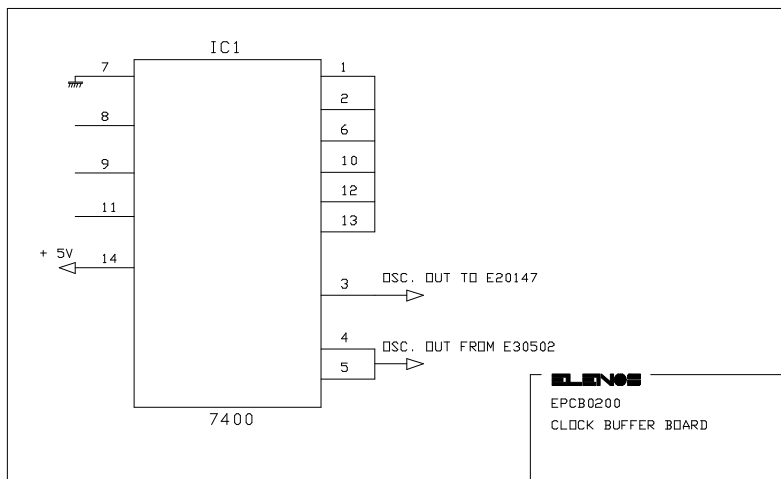 IC1
7
8
9
11
+ 5V
14
1
2
6
10
12
13
3
OSC. OUT TO E20147
4
OSC. OUT FROM E30502
5
7400
ELENOS
EPCB0200
CLOCK BUFFER BOARD